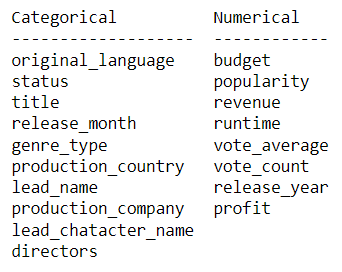 Categorical          Numerical
-------------------  ------------
original_language    budget
status               popularity
title                revenue
release_month        runtime
genre_type           vote_average
production_country   vote_count
lead_name            release_year
production_company   profit
lead_chatacter_name
directors